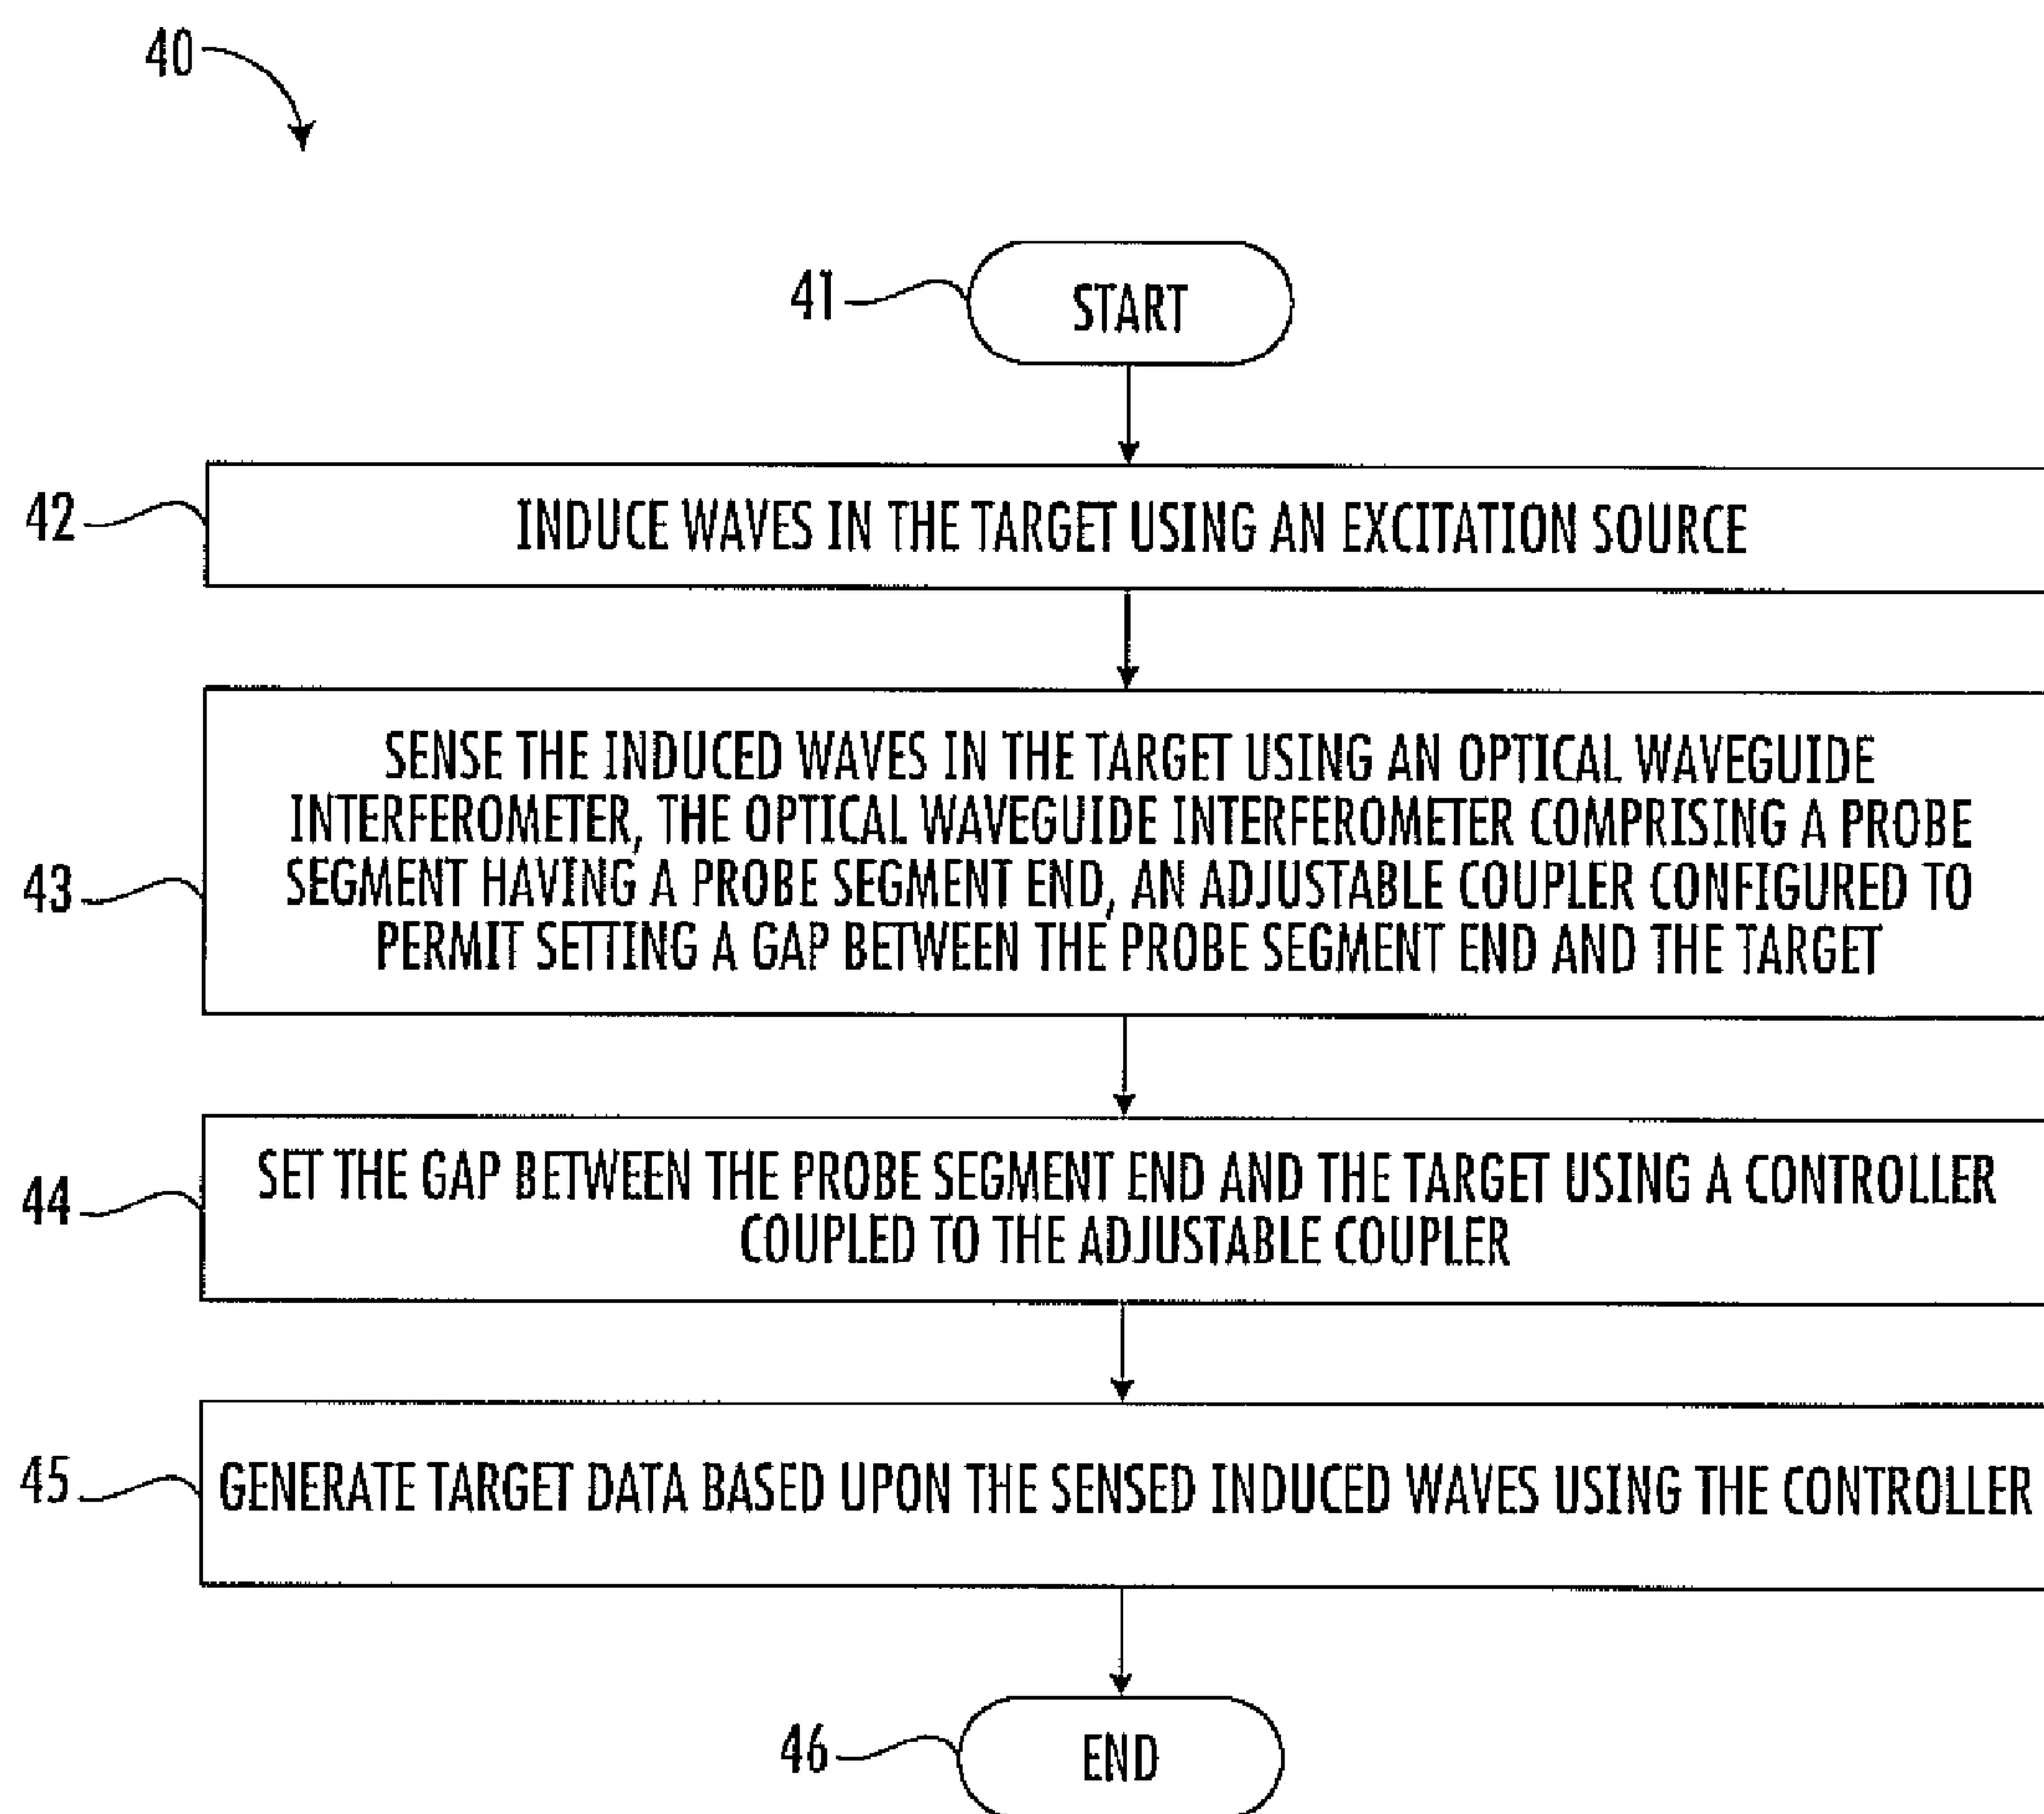 40
41
START
42
INDUCE WAVES IN THE TARGET USING AN EXCITATION SOURCE
43
SENSE THE INDUCED WAVES IN THE TARGET USING AN OPTICAL WAVEGUIDE
INTERFEROMETER, THE OPTICAL WAVEGUIDE INTERFEROMETER COMPRISING A PROBE
SEGMENT HAVING A PROBE SEGMENT END, AN ADJUSTABLE COUPLER CONFIGURED TO
PERMIT SETTING A GAP BETWEEN THE PROBE SEGMENT END AND THE TARGET
44
SET THE GAP BETWEEN THE PROBE SEGMENT END AND THE TARGET USING A CONTROLLER
COUPLED TO THE ADJUSTABLE COUPLER
45
GENERATE TARGET DATA BASED UPON THE SENSED INDUCED WAVES USING THE CONTROLLER
46
END